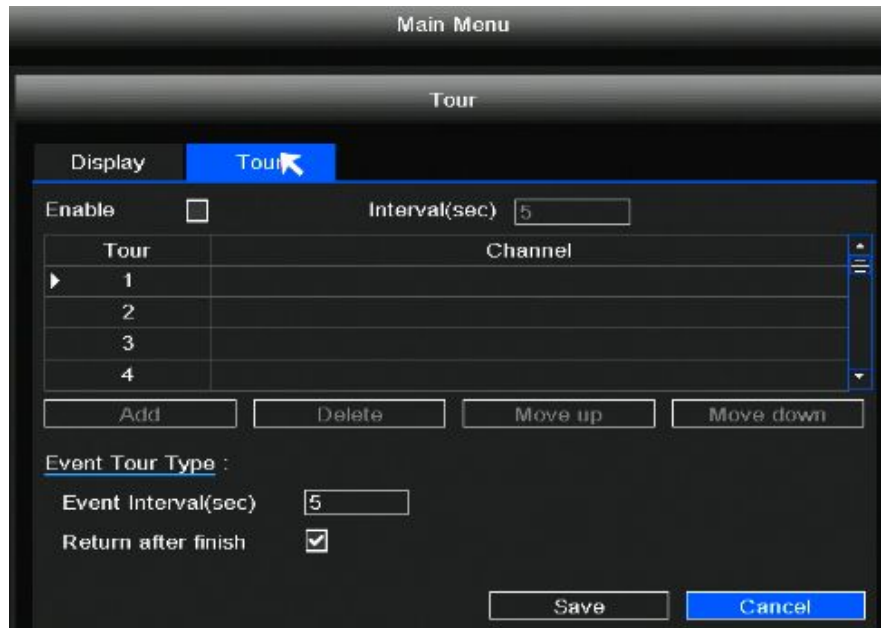 Main Menu
Tour
Display Tour
Enable Interval(sec) 5
Tour Channel
1
2
3
4
Add Delete Move up Move down
Event Tour Type :
Event Interval(sec) 5
Return after finish
Save Cancel